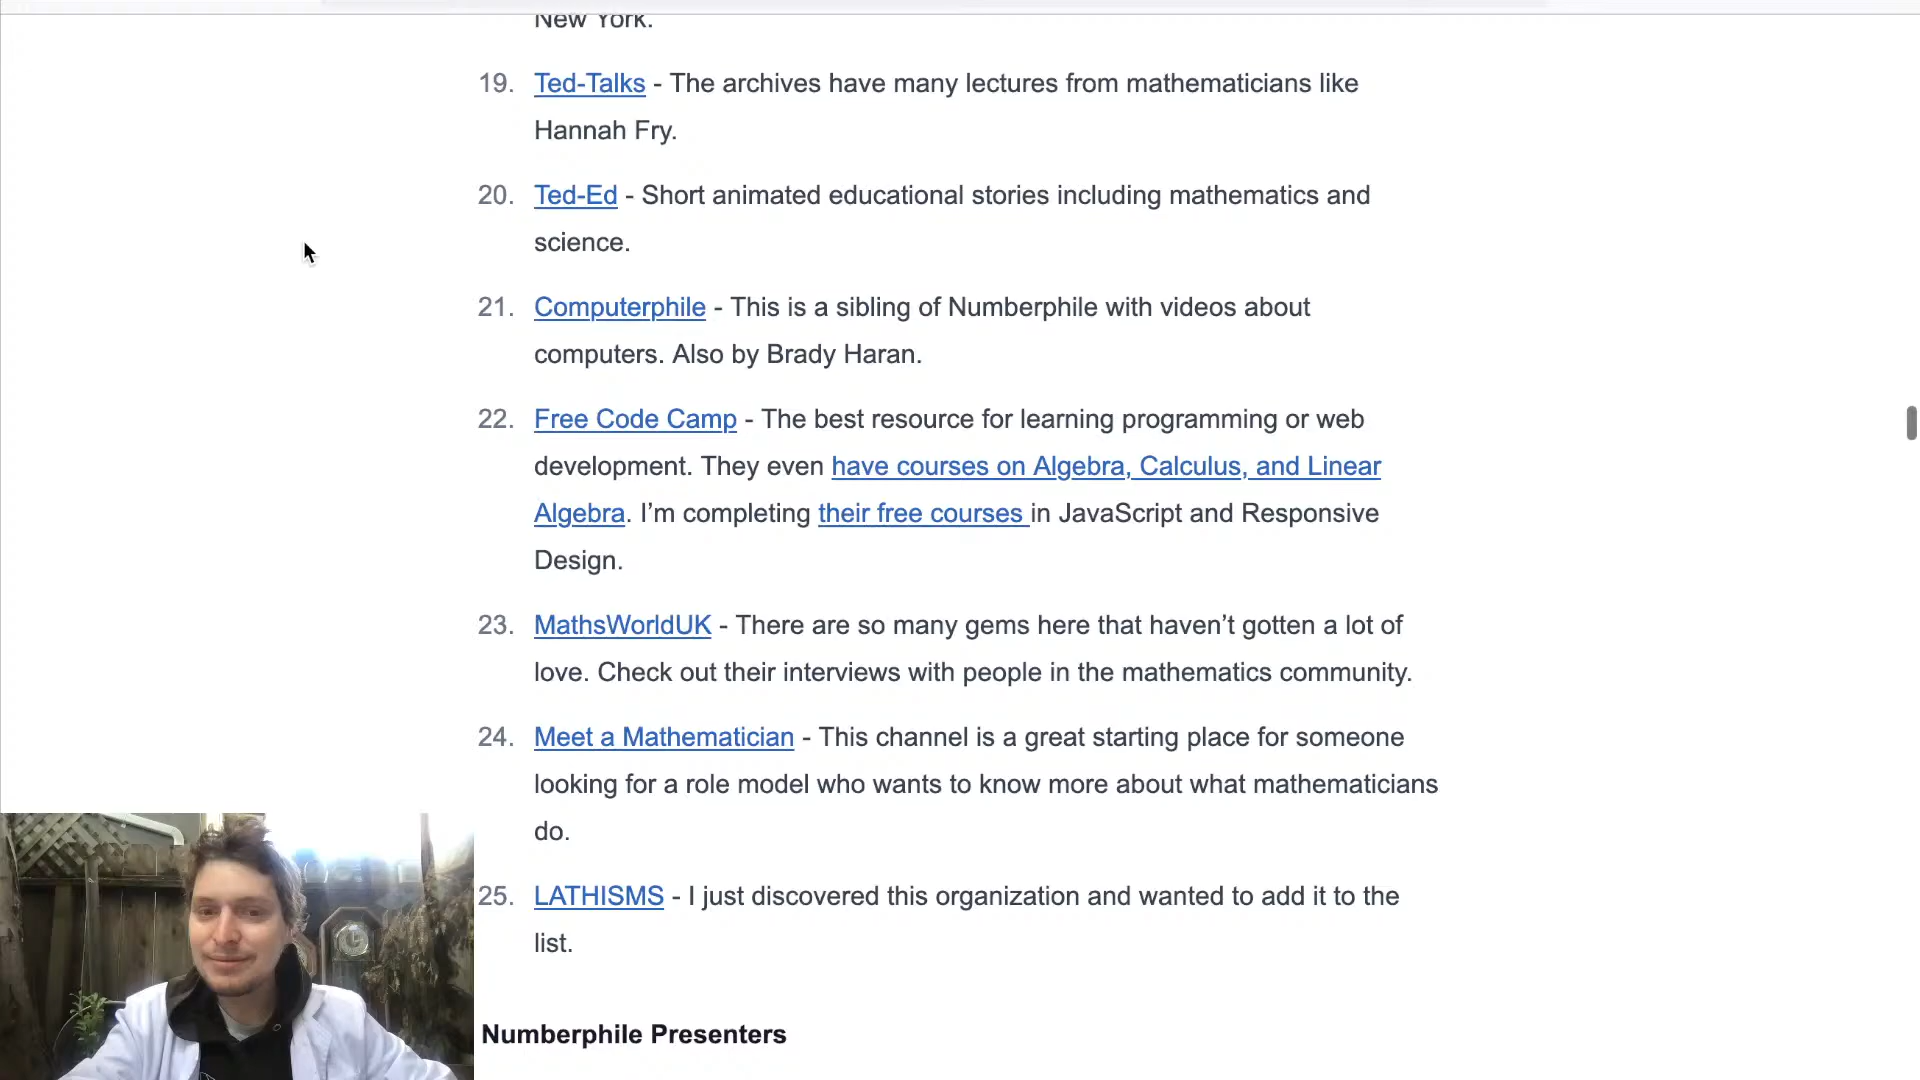 New York.
19. Ted-Talks - The archives have many lectures from mathematicians like
Hannah Fry.
20. Ted-Ed - Short animated educational stories including mathematics and
science.
21. Computerphile - This is a sibling of Numberphile with videos about
computers. Also by Brady Haran.
22. Free Code Camp - The best resource for learning programming or web
development. They even have courses on Algebra, Calculus, and Linear
Algebra. I’m completing their free courses in JavaScript and Responsive
Design.
23. MathsWorldUK - There are so many gems here that haven’t gotten a lot of
love. Check out their interviews with people in the mathematics community.
24. Meet a Mathematician - This channel is a great starting place for someone
looking for a role model who wants to know more about what mathematicians
do.
25. LATHISMS - I just discovered this organization and wanted to add it to the
list.
Numberphile Presenters